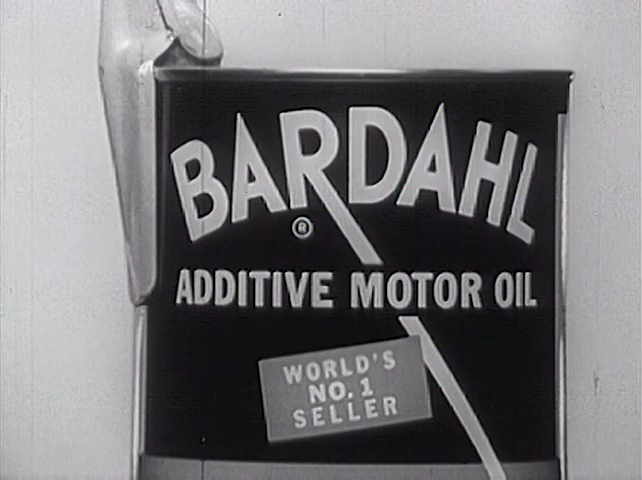 BARDAHL
®
ADDITIVE MOTOR OIL
WORLD'S
NO. 1
SELLER